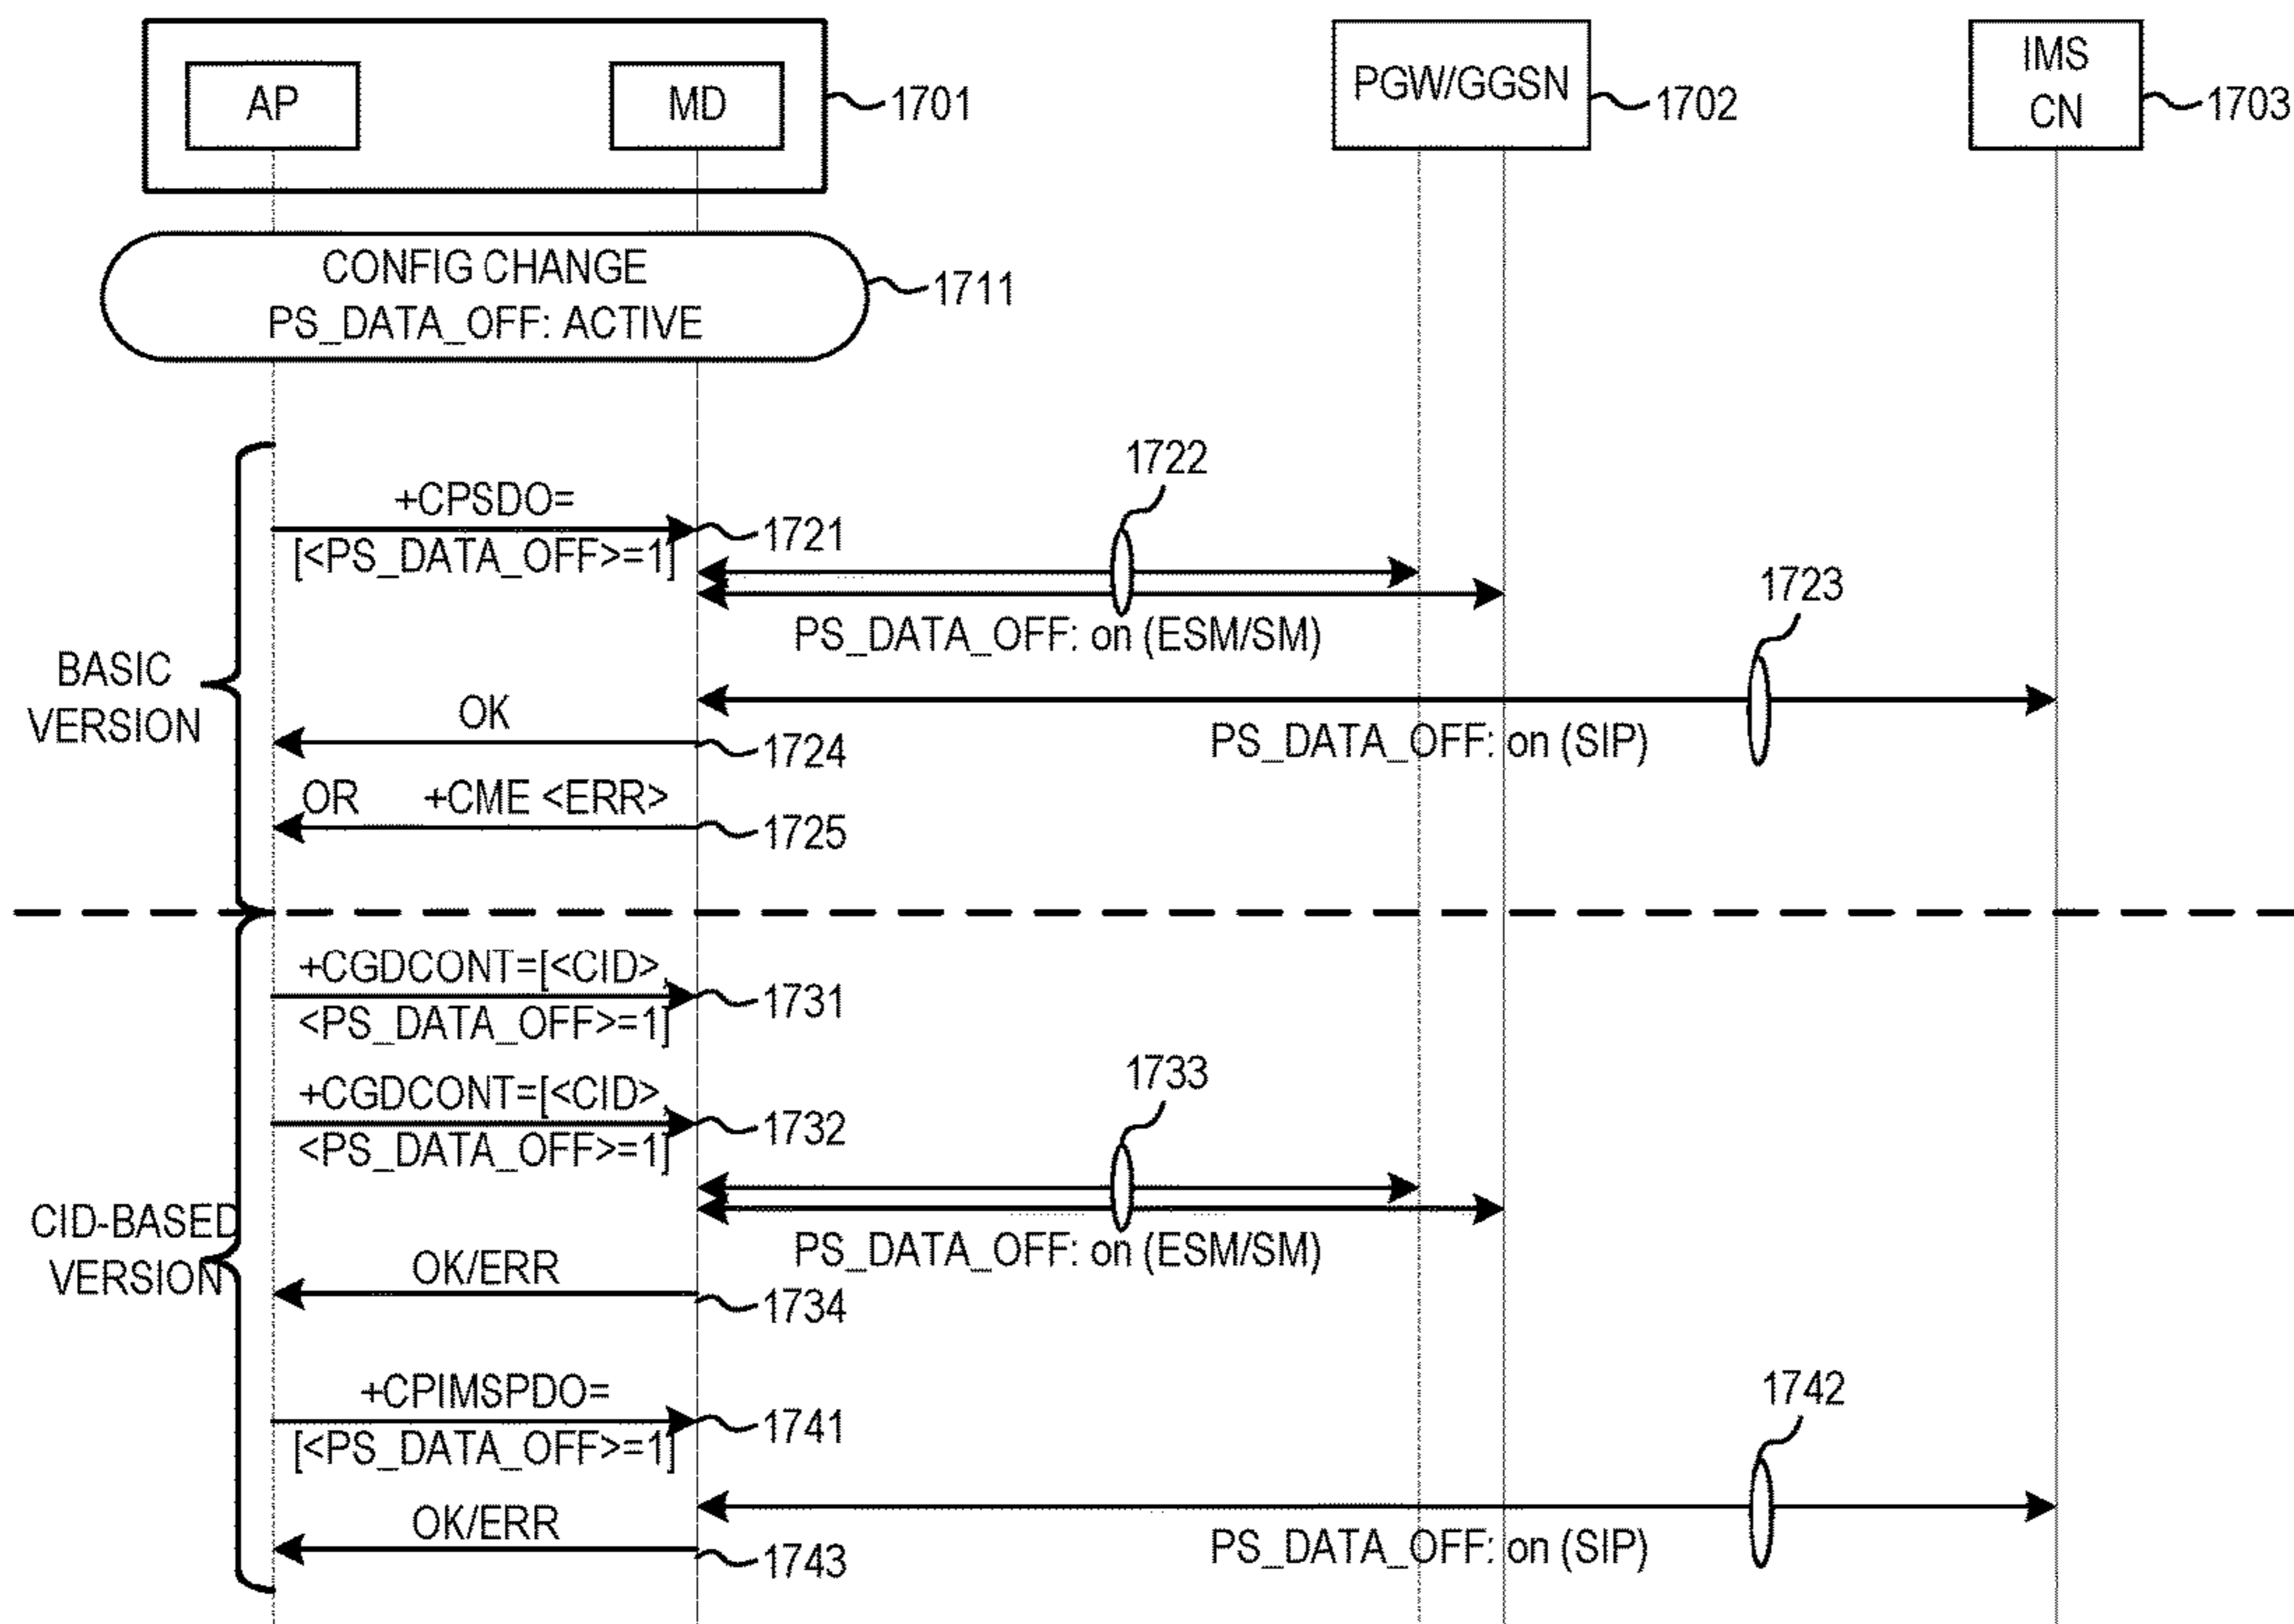 AP
MD
1701
PGW/GGSN
1702
IMS
CN
1703
CONFIG CHANGE
PS_DATA_OFF: ACTIVE
1711
BASIC
VERSION
+CPSDO=
[<PS_DATA_OFF>=1]
1721
1722
PS_DATA_OFF: on (ESM/SM)
1723
PS_DATA_OFF: on (SIP)
OK
1724
OR +CME <ERR>
1725
CID-BASED
VERSION
+CGDCONT=[<CID>,
<PS_DATA_OFF>=1]
1731
+CGDCONT=[<CID>,
<PS_DATA_OFF>=1]
1732
1733
PS_DATA_OFF: on (ESM/SM)
OK/ERR
1734
+CPIMSPDO=
[<PS_DATA_OFF>=1]
1741
1742
PS_DATA_OFF: on (SIP)
OK/ERR
1743